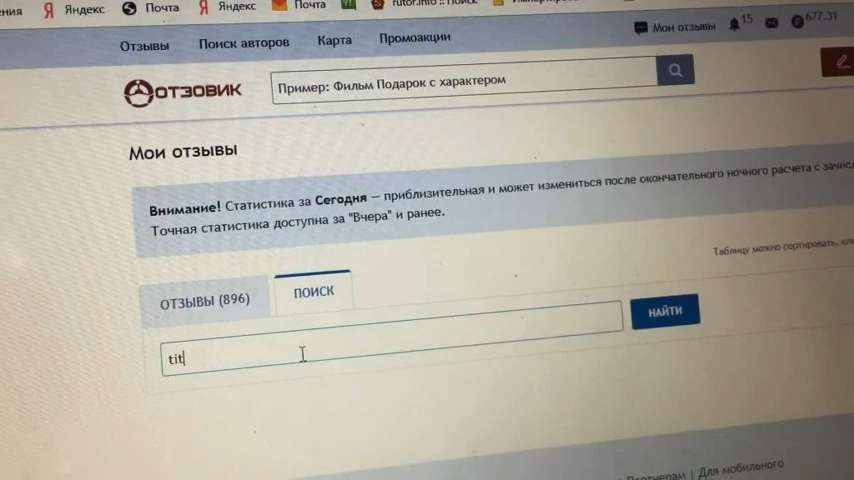 Яндекс Почта Яндекс Почта rutor.info :: Поиск
Отзывы Поиск авторов Карта Промоакции Мои отзывы 15 677.31
ОТЗОВИК Пример: Фильм Подарок с характером
Мои отзывы
Внимание! Статистика за Сегодня — приблизительная и может измениться после окончательного ночного расчета с
Точная статистика доступна за "Вчера" и ранее.
Таблицу можно сортировать,
ОТЗЫВЫ (896) ПОИСК
tit НАЙТИ
Партнерам | Для мобильного